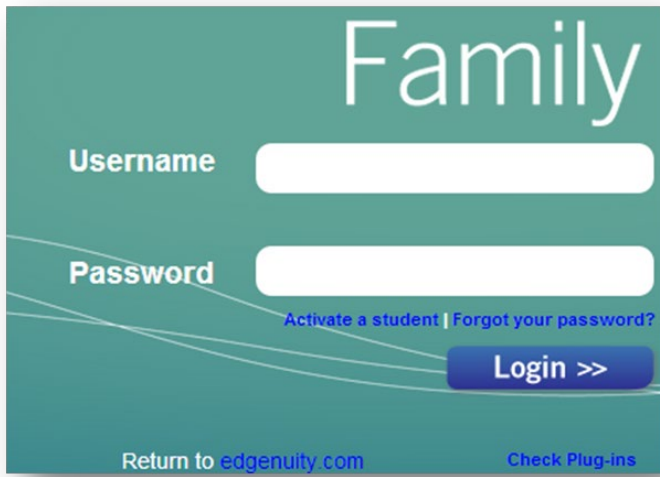 Family
Username
Password
Activate a student | Forgot your password?
Login >>
Return to edgenuity.com
Check Plug-ins